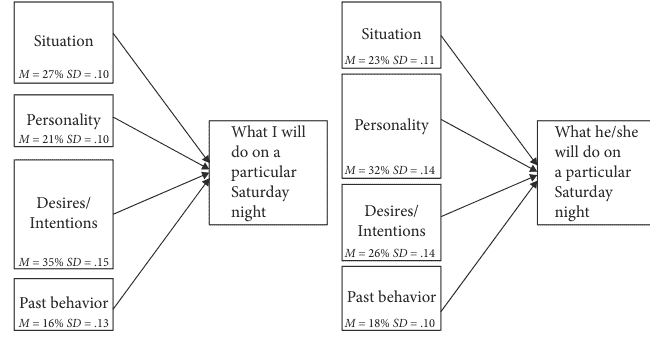 Situation
M = 27% SD = .10
Personality
M = 21% SD = .10
Desires/
Intentions
M = 35% SD = .15
Past behavior
M = 16% SD = .13
What I will
do on a
particular
Saturday
night
Situation
M = 23% SD = .11
Personality
M = 32% SD = .14
Desires/
Intentions
M = 26% SD = .14
Past behavior
M = 18% SD = .10
What he/she
will do on
a particular
Saturday
night